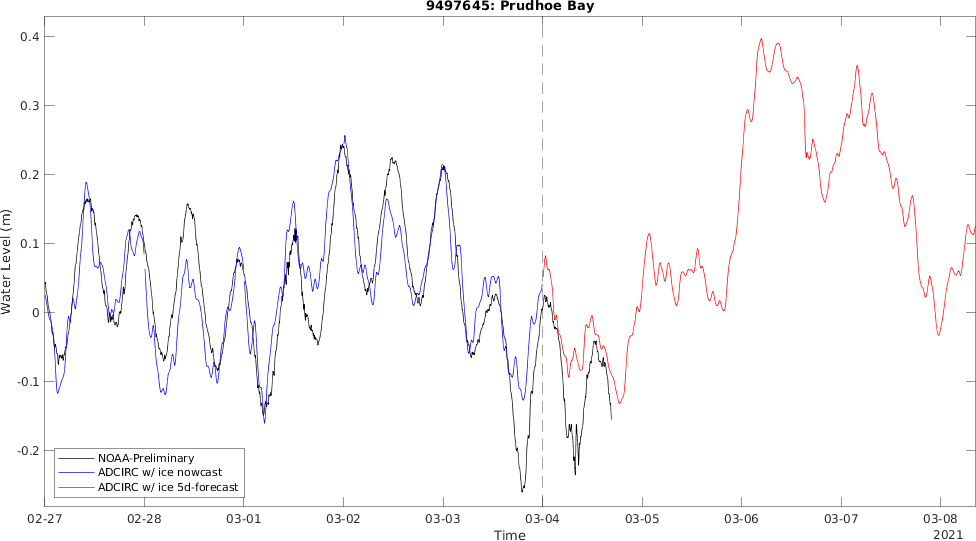 9497645: Prudhoe Bay
0.4
0.3
0.2
0.1
0
-0.1
-0.2
Water Level (m)
NOAA-Preliminary
ADCIRC w/ ice nowcast
ADCIRC w/ ice 5d-forecast
02-27 02-28 03-01 03-02 03-03 03-04 03-05 03-06 03-07 03-08
Time
2021